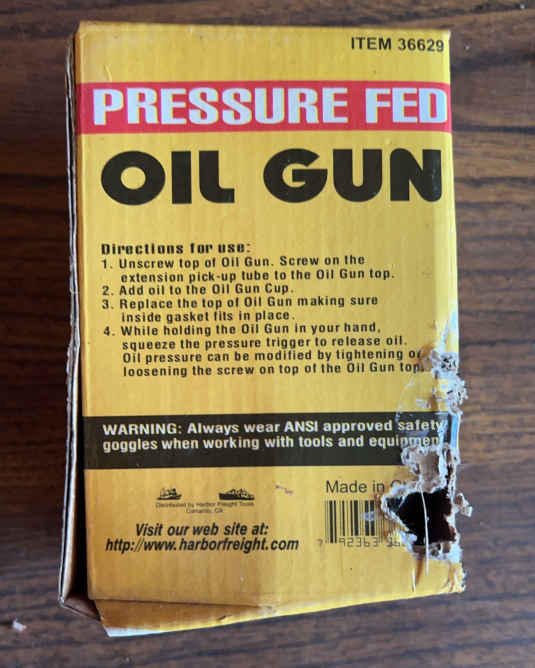 ITEM 36629
PRESSURE FED
OIL GUN
Directions for use:
1. Unscrew top of Oil Gun. Screw on the
extension pick-up tube to the Oil Gun top.
2. Add oil to the Oil Gun Cup.
3. Replace the top of Oil Gun making sure
inside gasket fits in place.
4. While holding the Oil Gun in your hand,
squeeze the pressure trigger to release oil.
Oil pressure can be modified by tightening or
loosening the screw on top of the Oil Gun top.
WARNING: Always wear ANSI approved safety
goggles when working with tools and equipmen
Made in C
Distributed by Harbor Freight Tools
Camarillo, CA
Visit our web site at:
http://www.harborfreight.com
7 92363